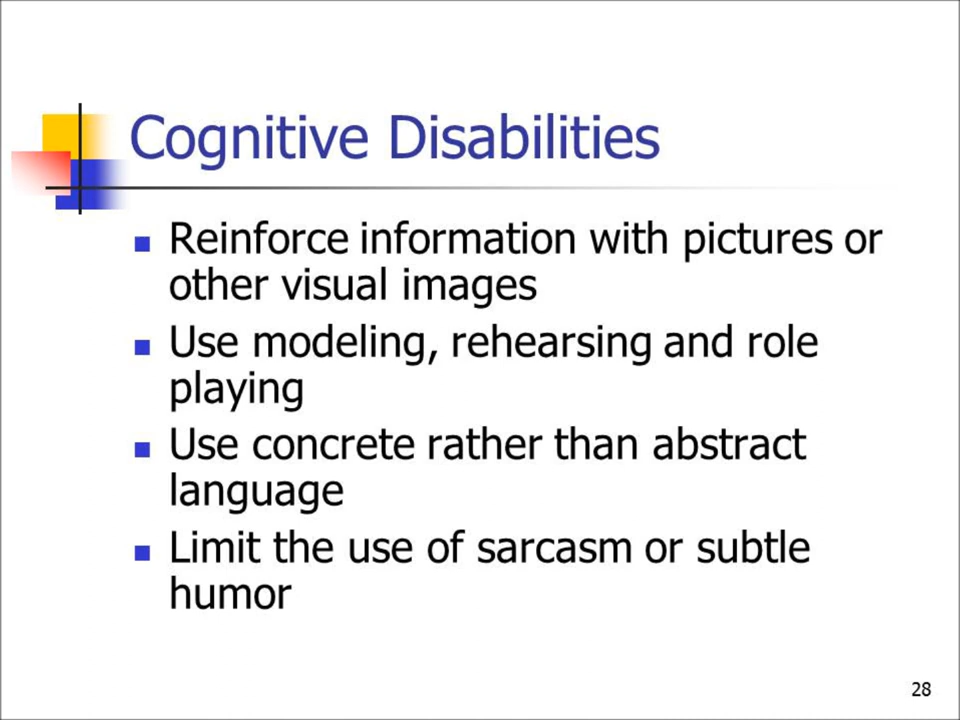 Cognitive Disabilities
Reinforce information with pictures or
other visual images
Use modeling, rehearsing and role
playing
Use concrete rather than abstract
language
Limit the use of sarcasm or subtle
humor
28